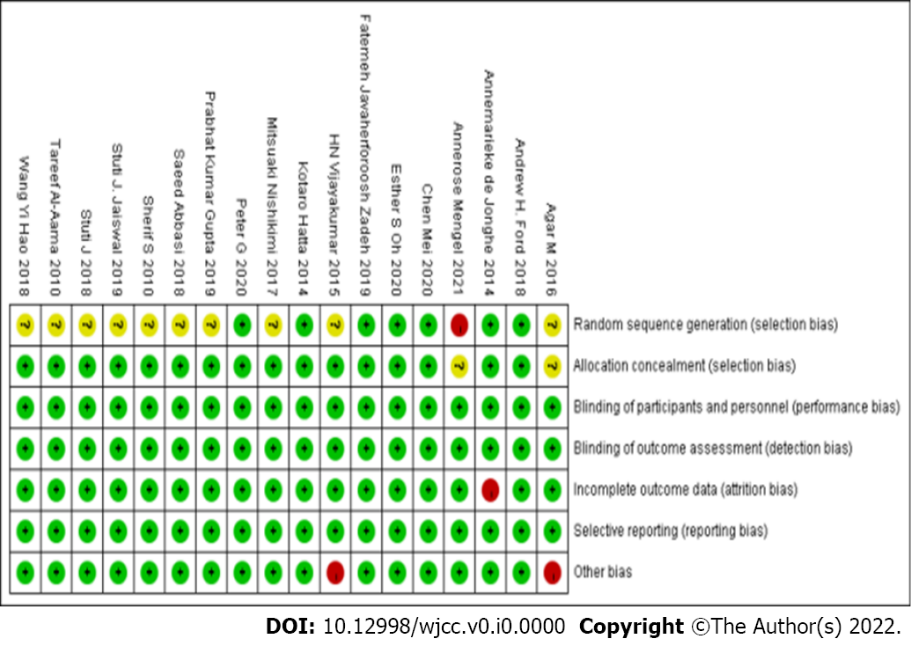 Wang Yi Hao 2018
Tareef Al-Aama 2010
Stuti J 2018
Stuti J. Jaiswal 2019
Sherif S 2010
Saeed Abbasi 2018
Prabhat Kumar Gupta 2019
Peter G 2020
Mitsuaki Nishikimi 2017
Kotaro Hatta 2014
HN Vijayakumar 2015
Fatemeh Javaherforoosh Zadeh 2019
Esther S Oh 2020
Chen Mei 2020
Annerose Mengel 2021
Annemarieke de Jonghe 2014
Andrew H. Ford 2018
Agar M 2016
Random sequence generation (selection bias)
Allocation concealment (selection bias)
Blinding of participants and personnel (performance bias)
Blinding of outcome assessment (detection bias)
Incomplete outcome data (attrition bias)
Selective reporting (reporting bias)
Other bias
DOI: 10.12998/wjcc.v0.i0.0000 Copyright ©The Author(s) 2022.